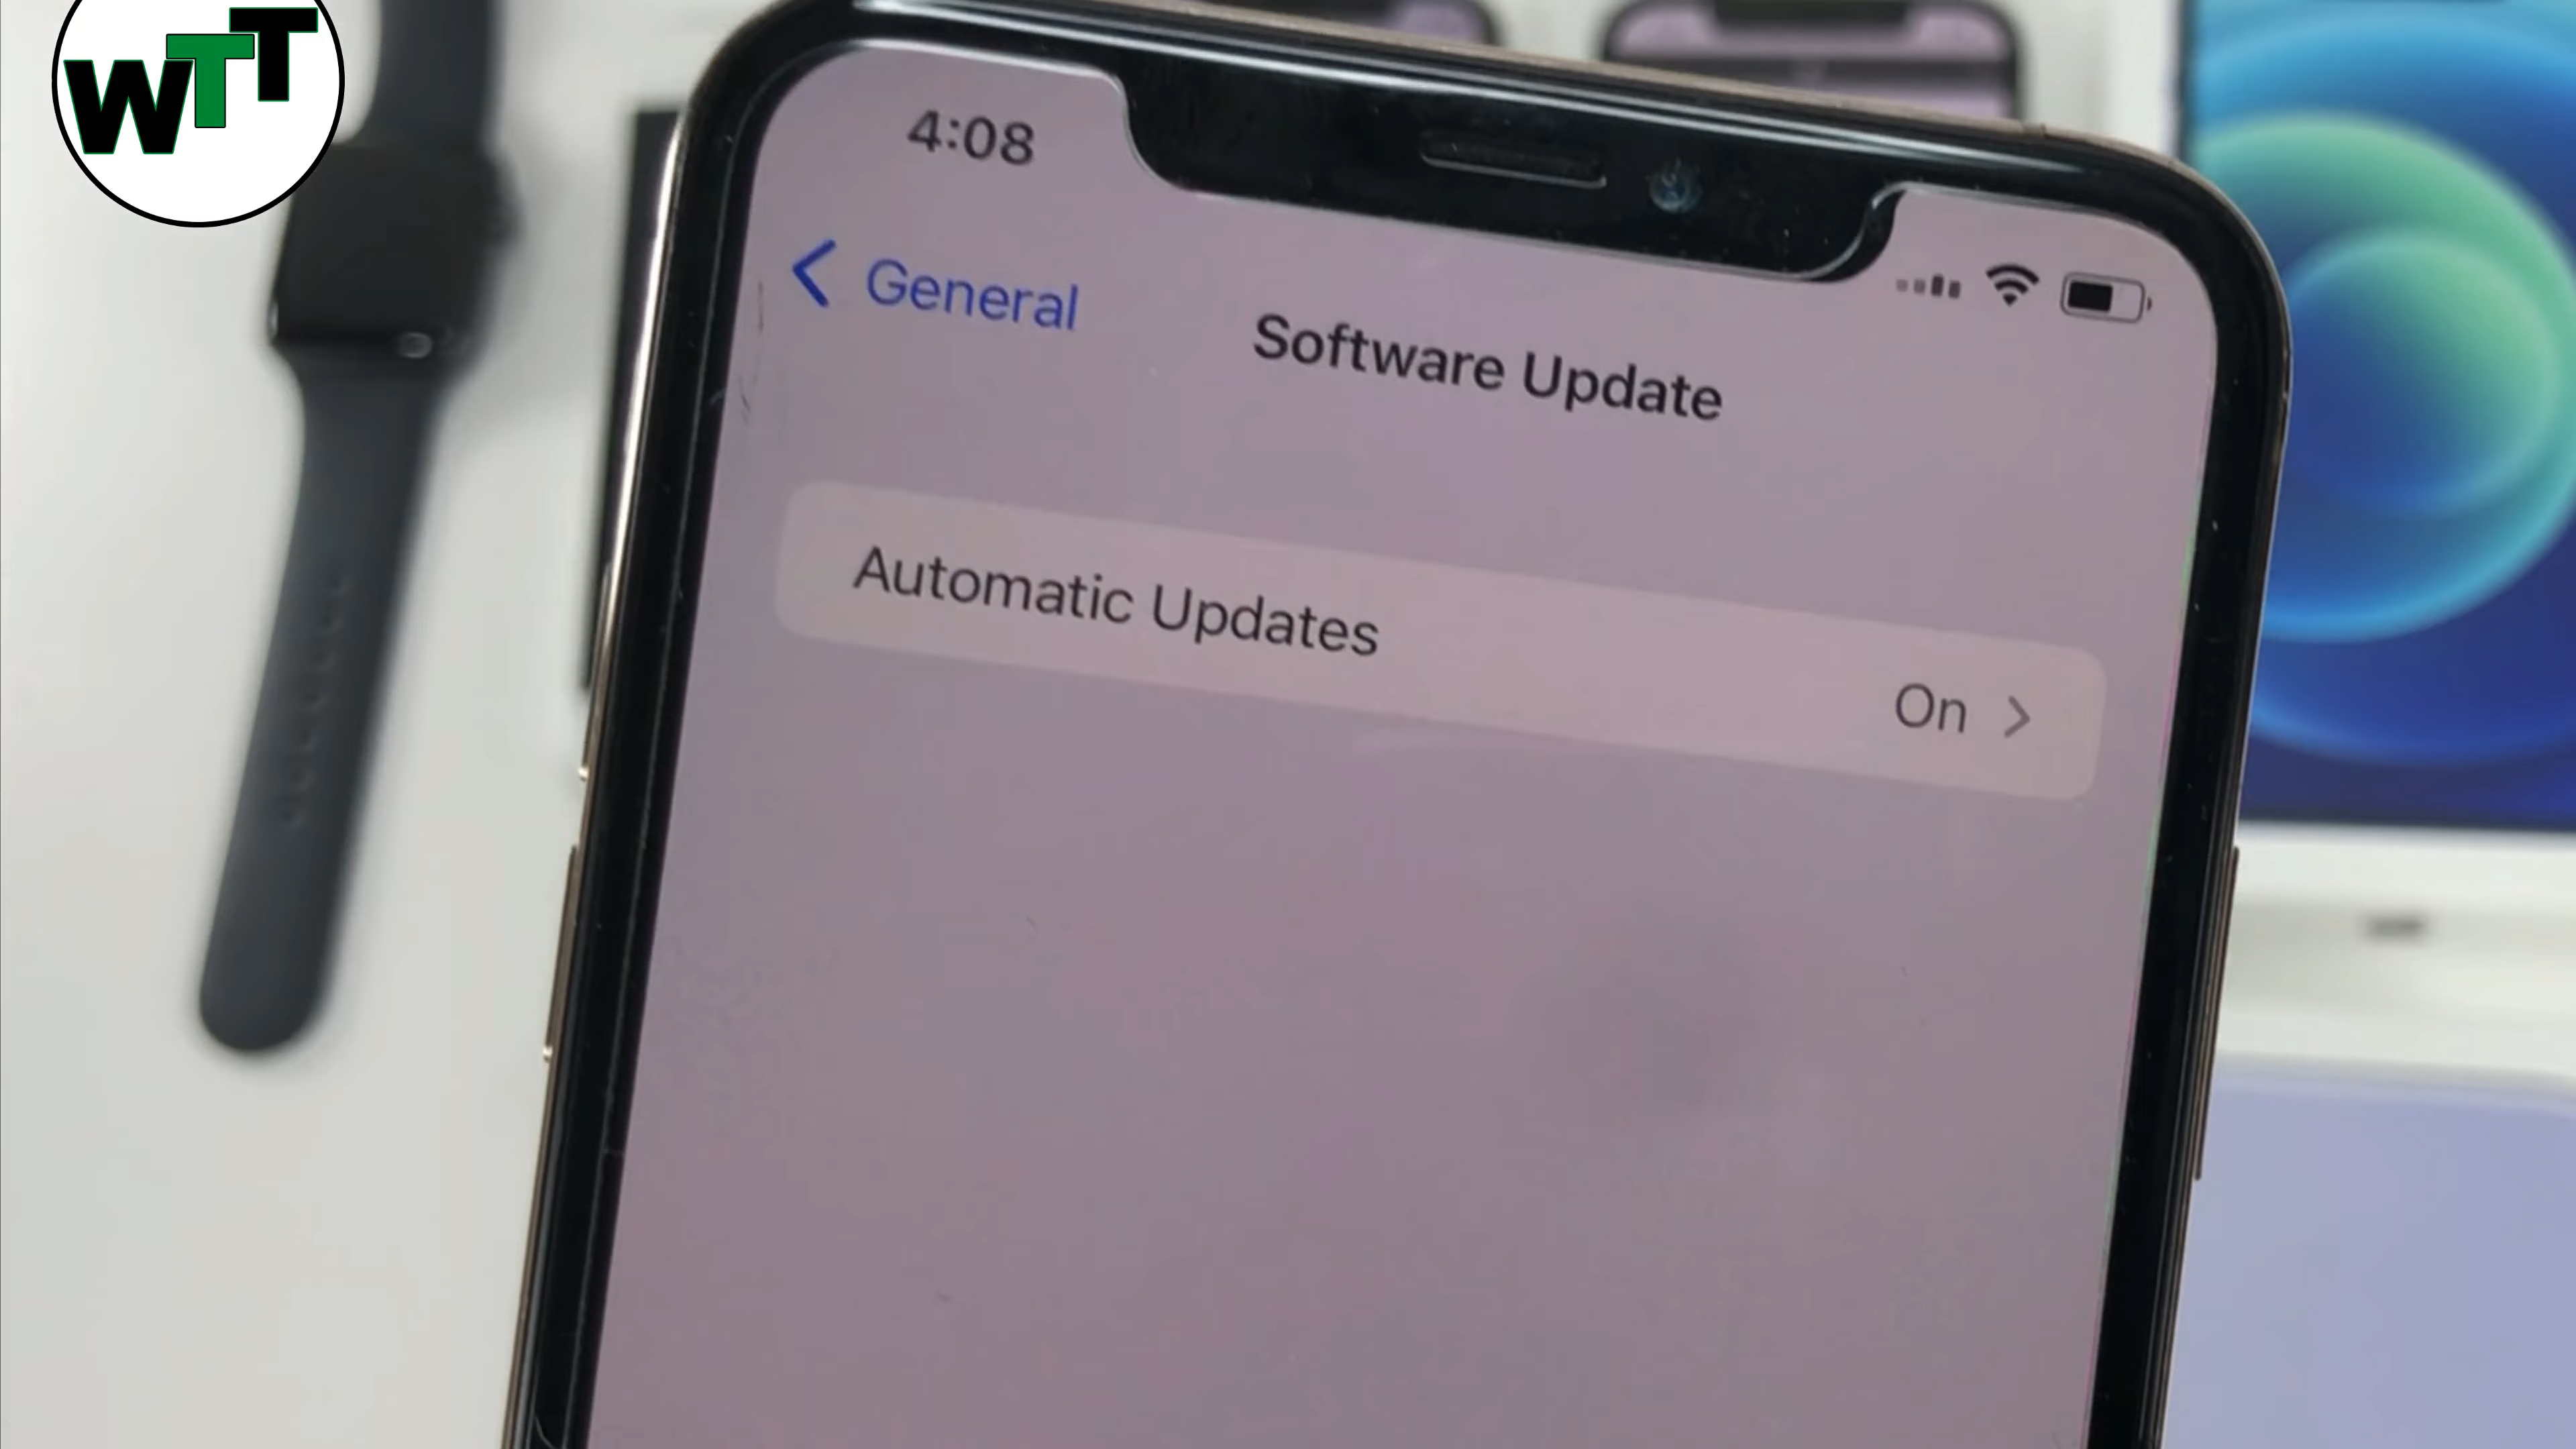 WTT
4:08
General
Software Update
Automatic Updates
On